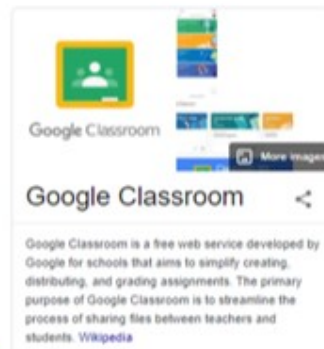 Google Classroom
More images
Google Classroom
Google Classroom is a free web service developed by
Google for schools that aims to simplify creating,
distributing, and grading assignments. The primary
purpose of Google Classroom is to streamline the
process of sharing files between teachers and
students. Wikipedia